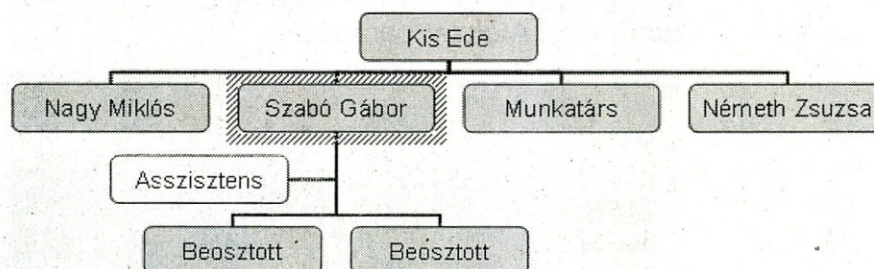 Kis Ede
Nagy Miklós
Szabó Gábor
Munkatárs
Németh Zsuzsa
Asszisztens
Beosztott
Beosztott